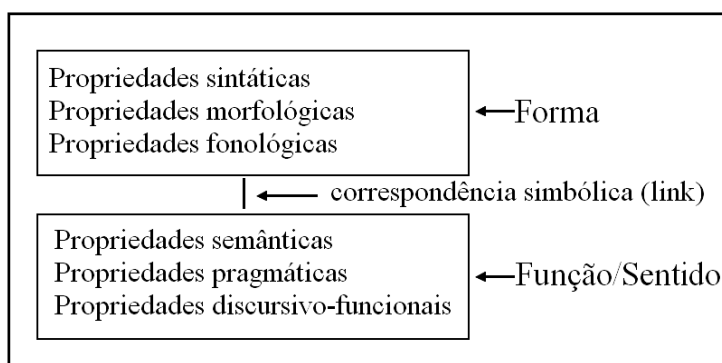 Propriedades sintáticas
Propriedades morfológicas
Propriedades fonológicas
Forma
correspondência simbólica (link)
Propriedades semânticas
Propriedades pragmáticas
Propriedades discursivo-funcionais
Função/Sentido